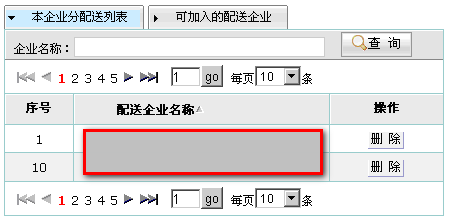 本企业分配送列表 可加入的配送企业
企业名称： 查 询
1 2 3 4 5 1 go 每页 10 条
序号 配送企业名称 操作
1 删 除
10 删 除
1 2 3 4 5 1 go 每页 10 条